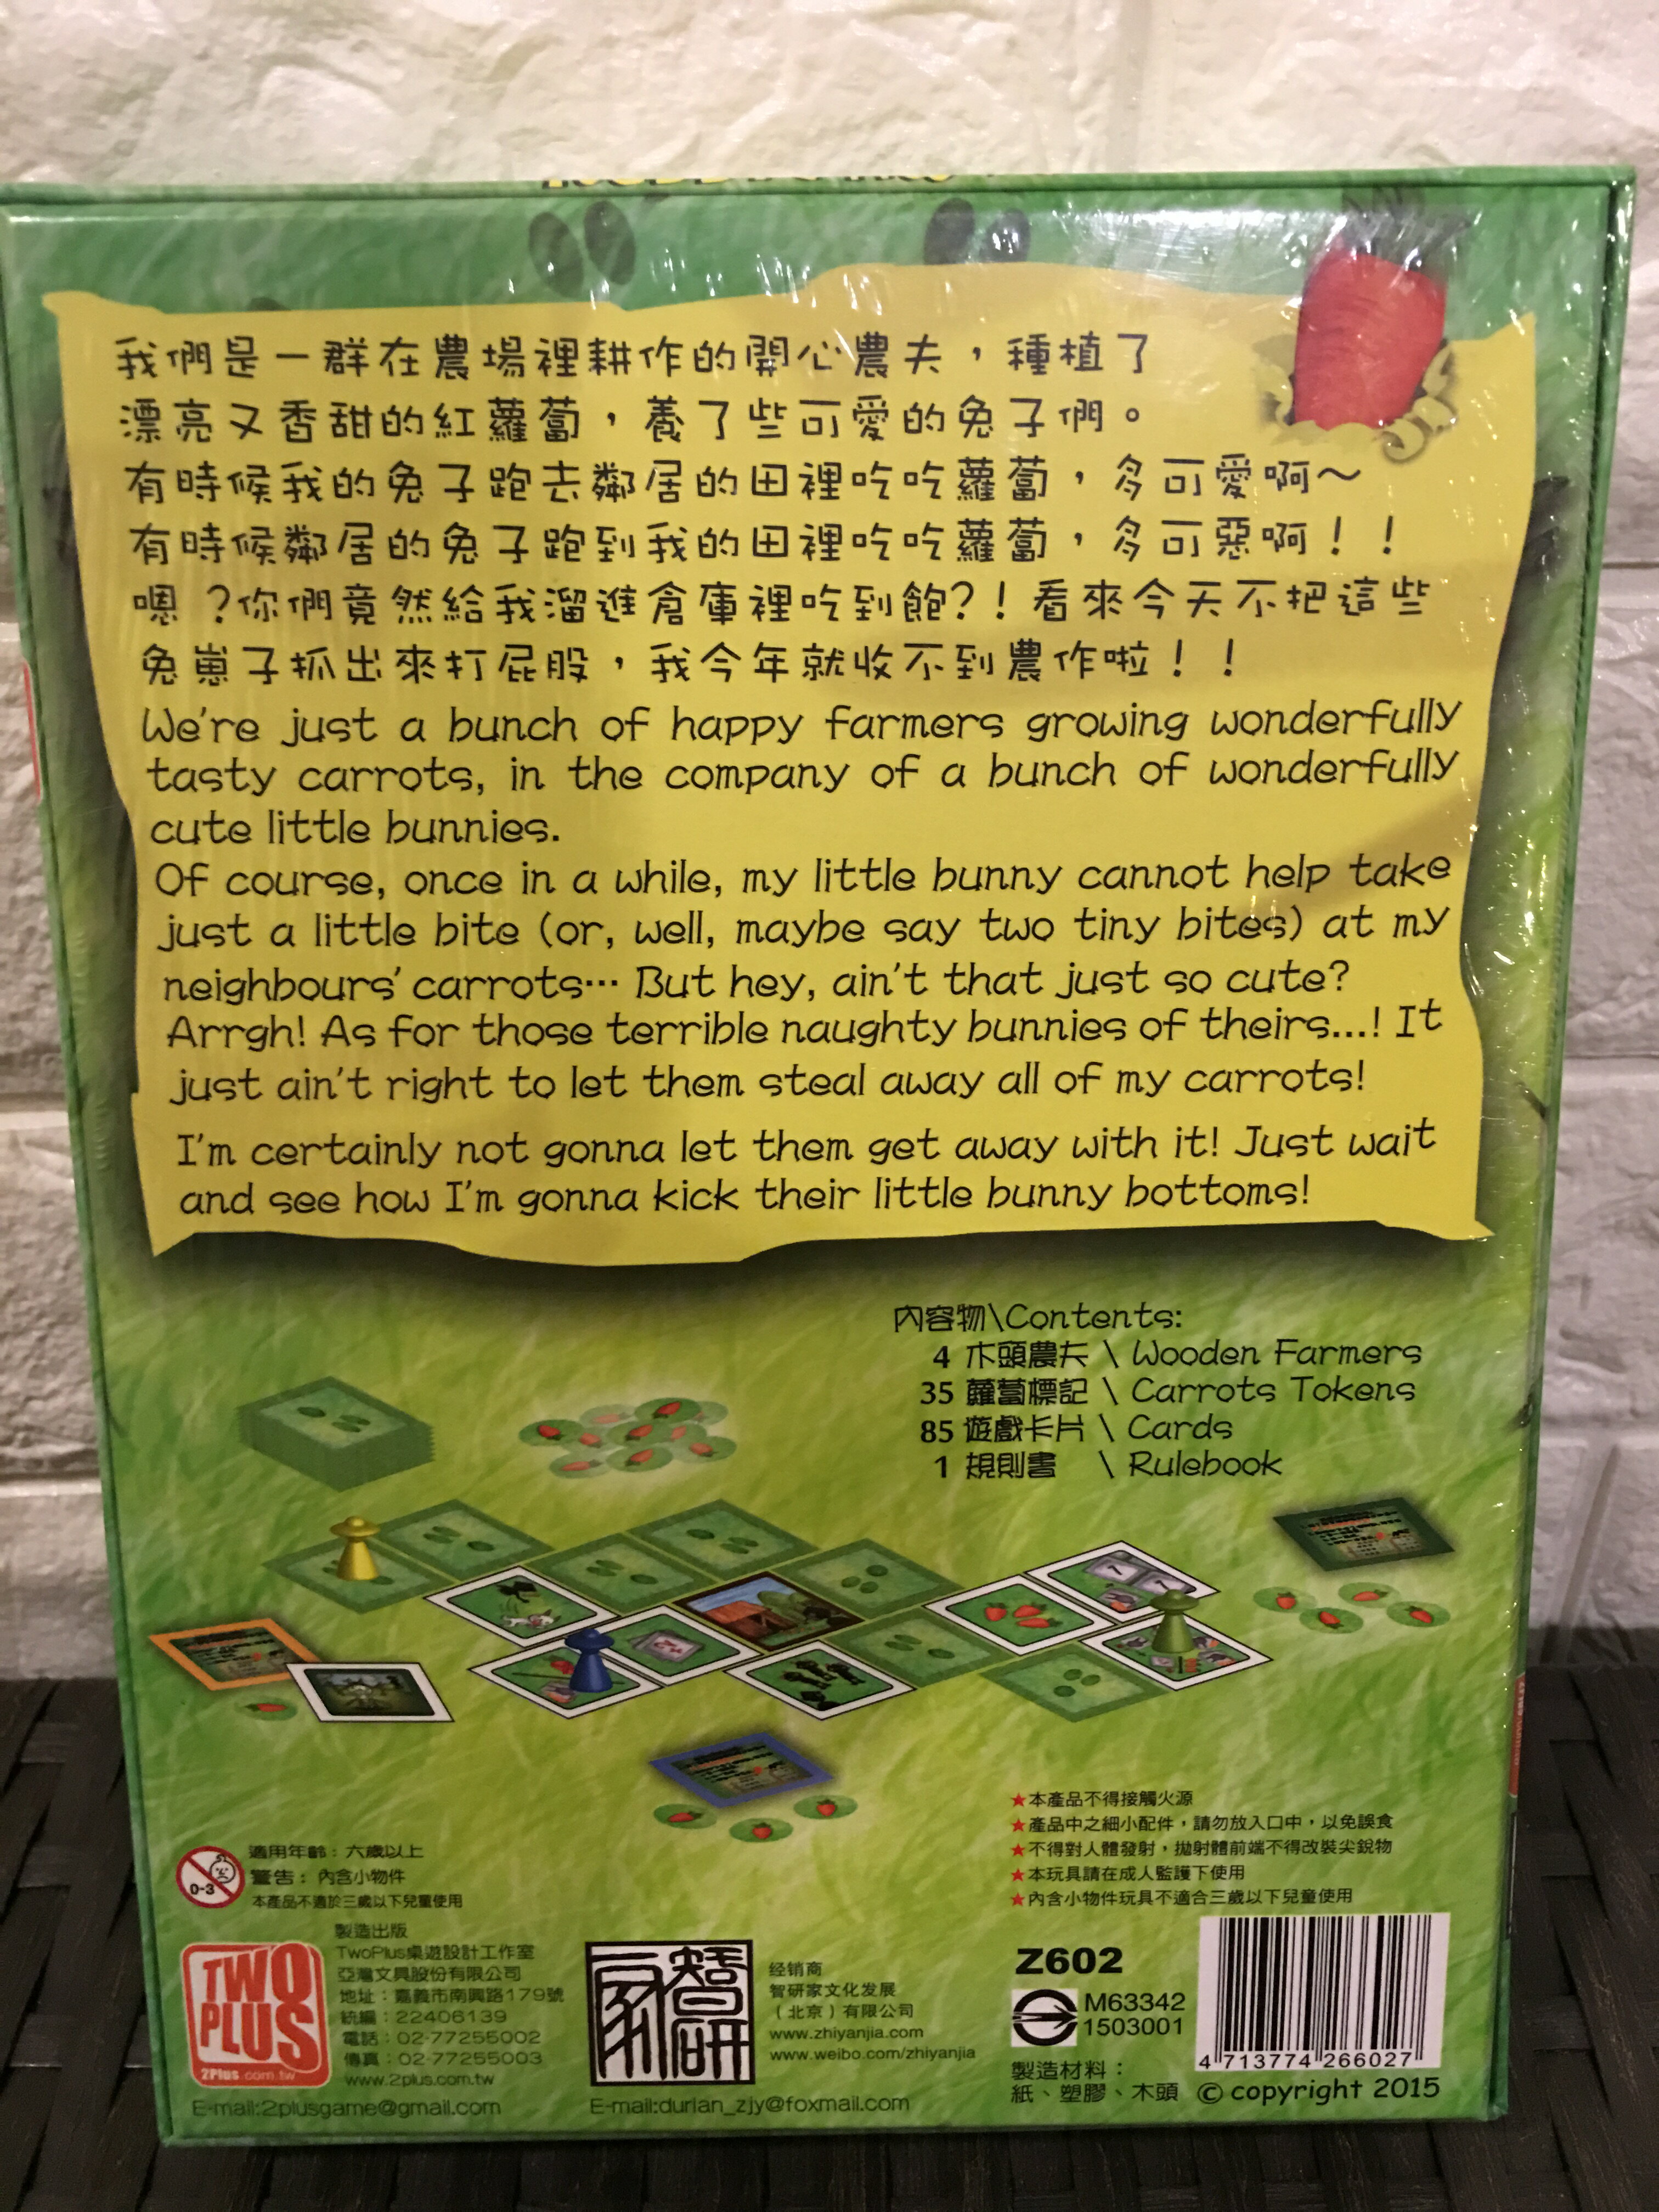 我們是一群在農場裡耕作的開心農夫，種植了
漂亮又香甜的紅蘿蔔，養了些可愛的兔子們。
有時候我的兔子跑去鄰居的田裡吃吃蘿蔔，多可愛啊～
有時候鄰居的兔子跑到我的田裡吃吃蘿蔔，多可惡啊！！
嗯？你們竟然給我溜進倉庫裡吃到飽?！看來今天不把這些
兔崽子抓出來打屁股，我今年就收不到農作啦！！
We're just a bunch of happy farmers growing wonderfully
tasty carrots, in the company of a bunch of wonderfully
cute little bunnies.
Of course, once in a while, my little bunny cannot help take
just a little bite (or, well, maybe say two tiny bites) at my
neighbours' carrots… But hey, ain't that just so cute?
Arrgh! As for those terrible naughty bunnies of theirs...! It
just ain't right to let them steal away all of my carrots!
I'm certainly not gonna let them get away with it! Just wait
and see how I'm gonna kick their little bunny bottoms!
內容物\Contents:
4 木頭農夫 \ Wooden Farmers
35 蘿蔔標記 \ Carrots Tokens
85 遊戲卡片 \ Cards
1 規則書 \ Rulebook
★本產品不得接觸火源
★產品中之細小配件，請勿放入口中，以免誤食
★不得對人體發射，拋射體前端不得改裝尖銳物
★本玩具請在成人監護下使用
★內含小物件玩具不適合三歲以下兒童使用
0-3
適用年齡：六歲以上
警告：內含小物件
本產品不適於三歲以下兒童使用
TWO PLUS
2Plus.com.tw
製造出版
TwoPlus桌遊設計工作室
亞灣文具股份有限公司
地址：嘉義市南興路179號
統編：22406139
電話：02-77255002
傳真：02-77255003
www.2plus.com.tw
E-mail:2plusgame@gmail.com
智研家
经销商
智研家文化发展
（北京）有限公司
www.zhiyanjia.com
www.weibo.com/zhiyanjia
E-mail:durian_zjy@foxmail.com
Z602
M63342
1503001
製造材料：
紙、塑膠、木頭
4 713774 266027
© copyright 2015